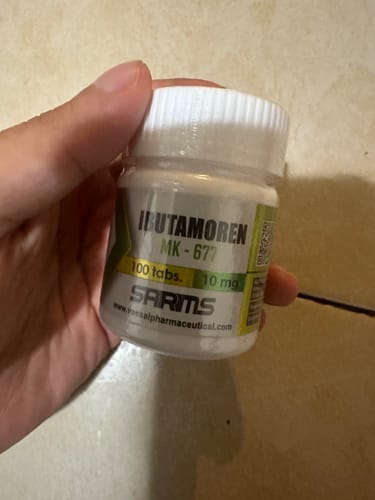 IBUTAMOREN
MK - 677
100 tabs. 10 mg
SARMS